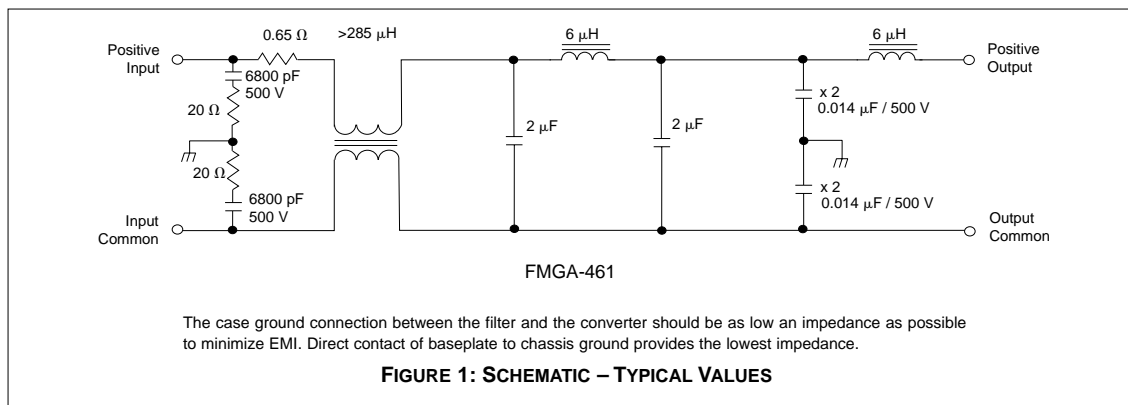 0.65 Ω
>285 μH
6 μH
6 μH
Positive
Input
Positive
Output
6800 pF
500 V
20 Ω
x 2
0.014 μF / 500 V
2 μF
2 μF
20 Ω
6800 pF
500 V
x 2
0.014 μF / 500 V
Input
Common
Output
Common
FMGA-461
The case ground connection between the filter and the converter should be as low an impedance as possible
to minimize EMI. Direct contact of baseplate to chassis ground provides the lowest impedance.
FIGURE 1: SCHEMATIC – TYPICAL VALUES